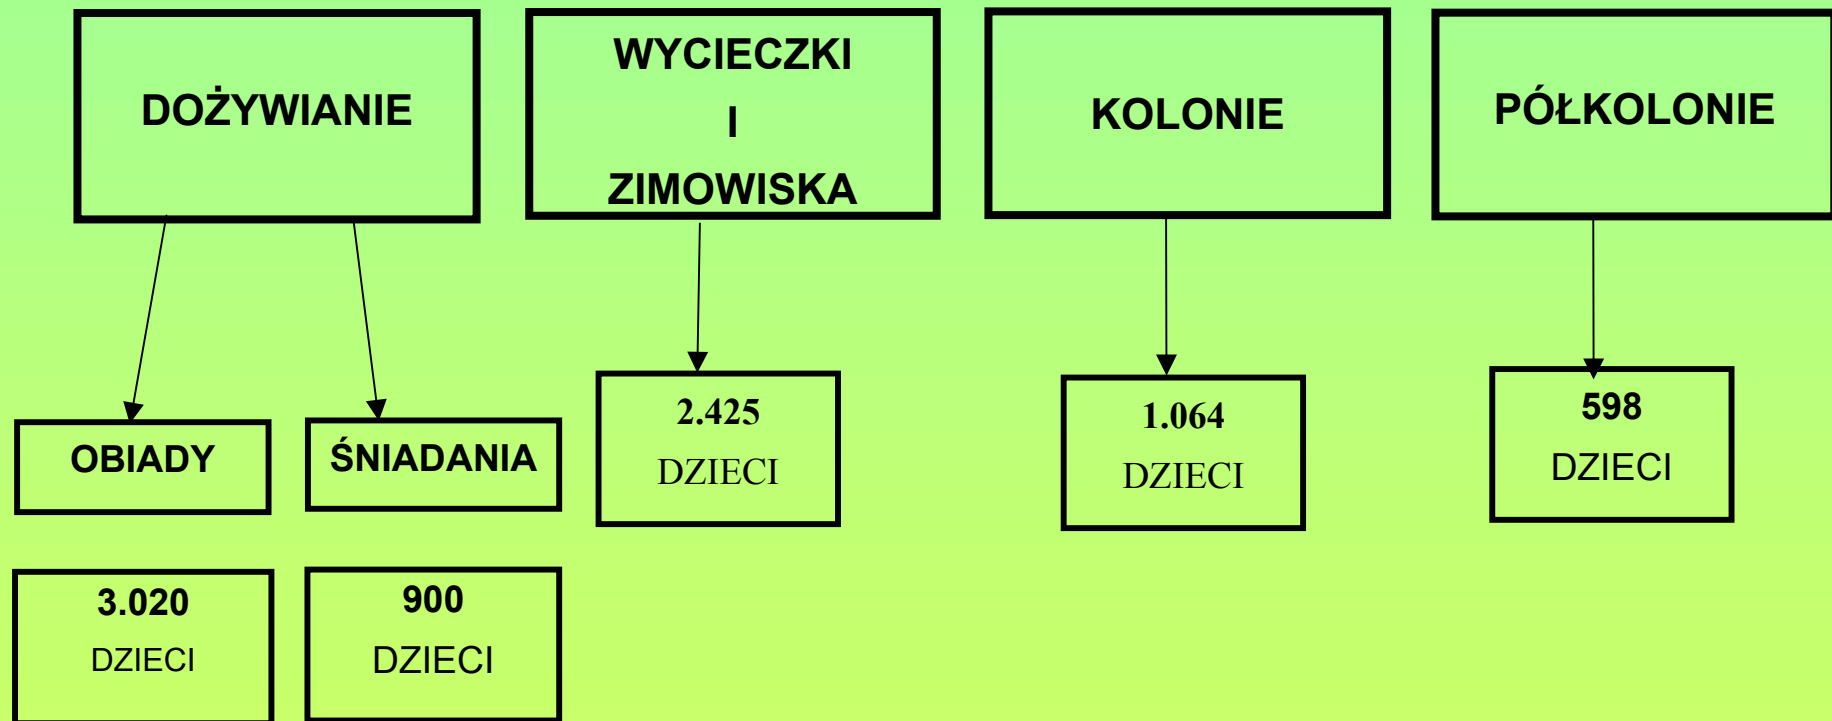 DOŻYWIANIE
WYCIECZKI
I
ZIMOWISKA
KOLONIE
PÓŁKOLONIE
OBIADY
ŚNIADANIA
2.425
DZIECI
1.064
DZIECI
598
DZIECI
3.020
DZIECI
900
DZIECI